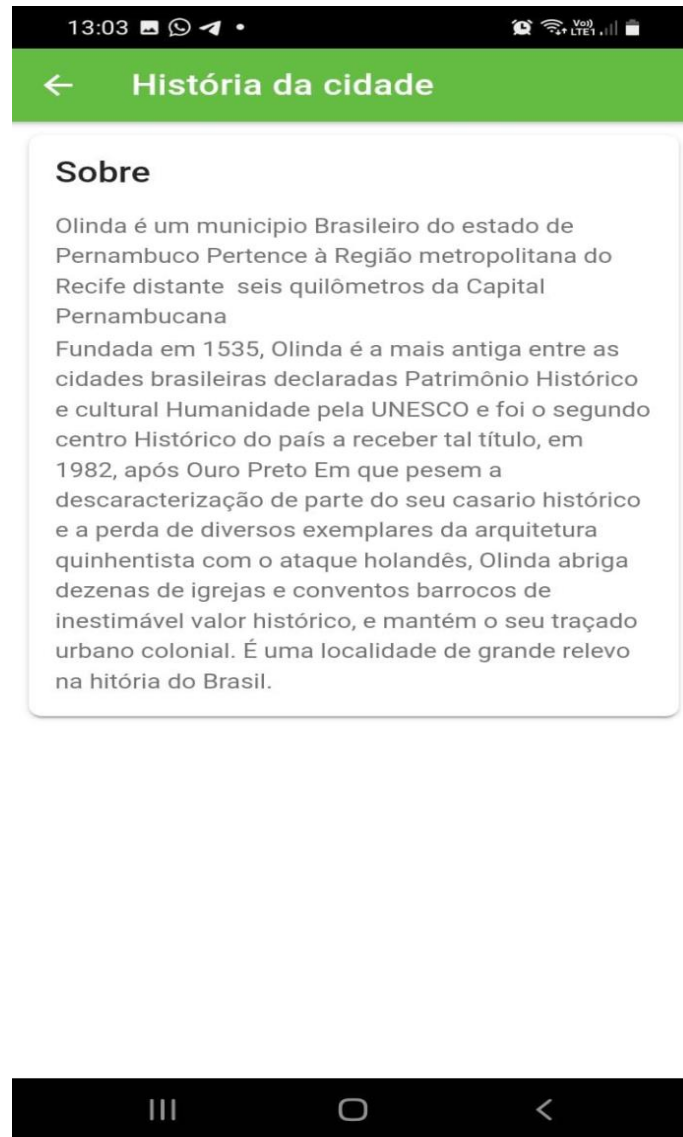 13:03
Vo))
LTE1
História da cidade
Sobre
Olinda é um municipio Brasileiro do estado de
Pernambuco Pertence à Região metropolitana do
Recife distante  seis quilômetros da Capital
Pernambucana
Fundada em 1535, Olinda é a mais antiga entre as
cidades brasileiras declaradas Patrimônio Histórico
e cultural Humanidade pela UNESCO e foi o segundo
centro Histórico do país a receber tal título, em
1982, após Ouro Preto Em que pesem a
descaracterização de parte do seu casario histórico
e a perda de diversos exemplares da arquitetura
quinhentista com o ataque holandês, Olinda abriga
dezenas de igrejas e conventos barrocos de
inestimável valor histórico, e mantém o seu traçado
urbano colonial. É uma localidade de grande relevo
na hitória do Brasil.